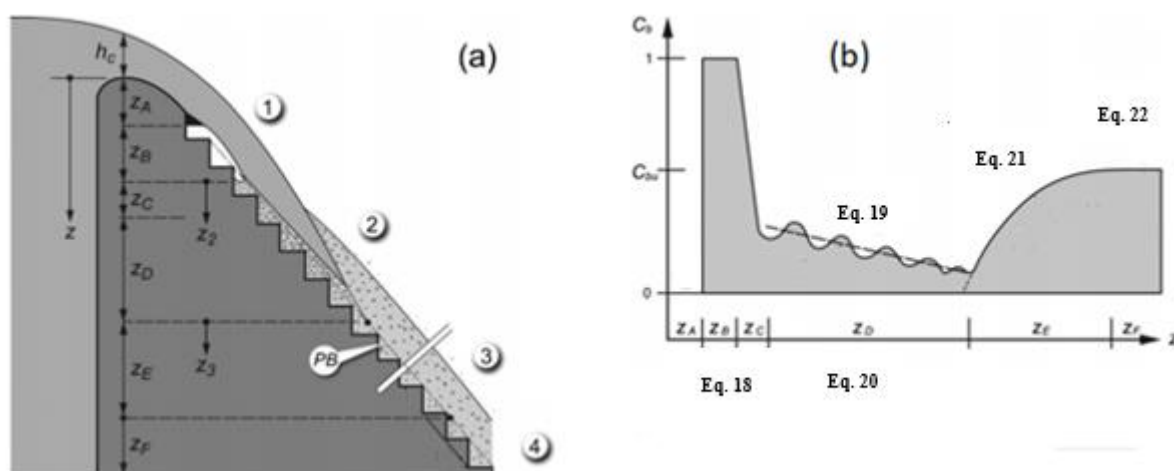 (a)
h_c
z_A
1
z_B
z_C
z
z_2
2
z_D
z_3
PB
3
z_E
z_F
4
C_b
(b)
1
Eq. 22
Eq. 21
C_bu
Eq. 19
0
z_A z_B z_C z_D z_E z_F z
Eq. 18
Eq. 20